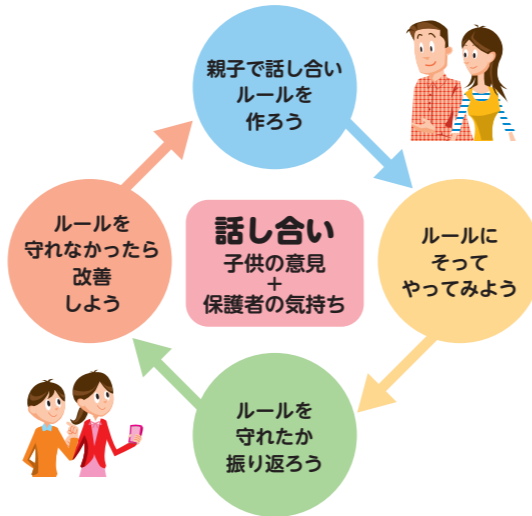 親子で話し合い
ルールを
作ろう
ルールに
そって
やってみよう
ルールを
守れたか
振り返ろう
ルールを
守れなかったら
改善
しよう
話し合い
子供の意見
+
保護者の気持ち